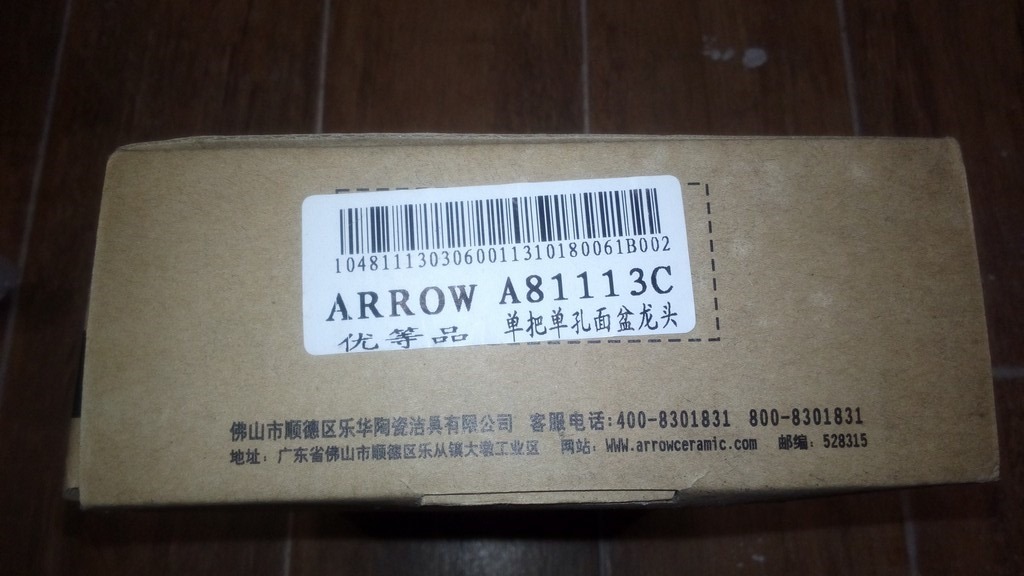 10481113030600113101800​61B002
ARROW A81113C
优等品 单把单孔面盆龙头
佛山市顺德区乐华陶瓷洁具有限公司 客服电话:400-8301831 800-8301831
地址: 广东省佛山市顺德区乐从镇大墩工业区 网站: WWW.arrowceramic.com 邮编: 528315